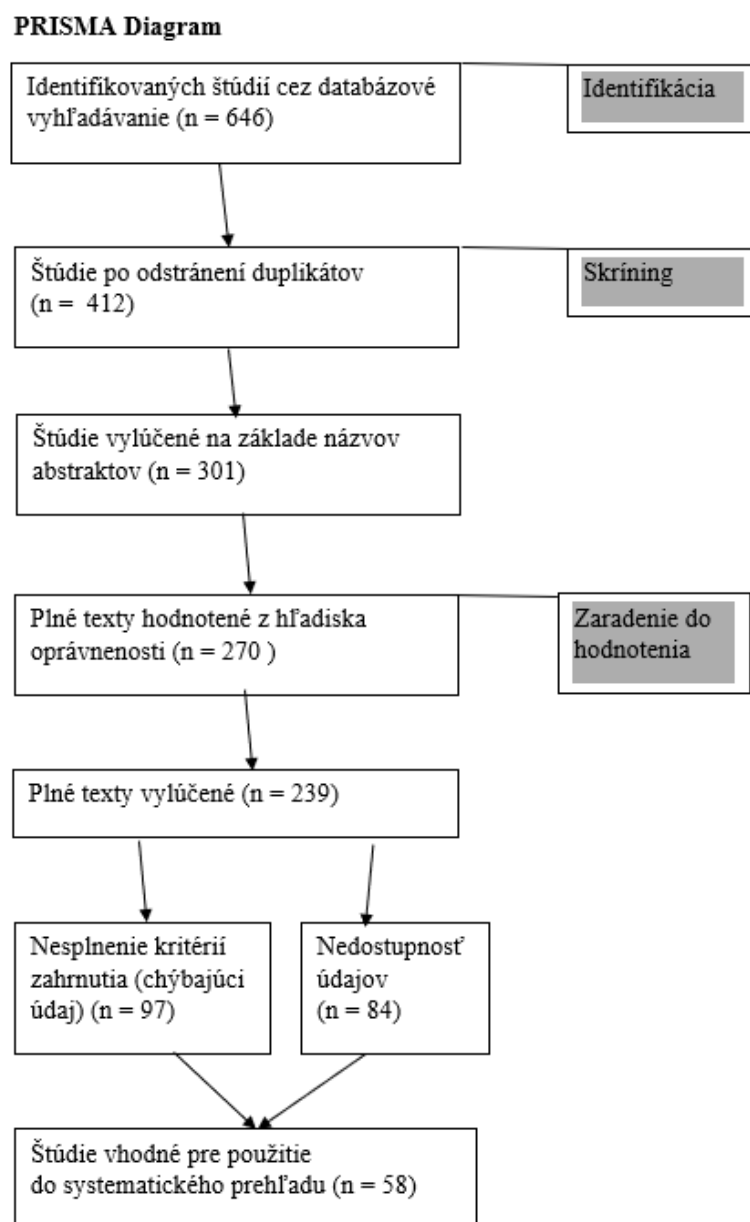 PRISMA Diagram
Identifikovaných štúdií cez databázové
vyhľadávanie (n = 646)
Identifikácia
Štúdie po odstránení duplikátov
(n =  412)
Skríning
Štúdie vylúčené na základe názvov
abstraktov (n = 301)
Plné texty hodnotené z hľadiska
oprávnenosti (n = 270 )
Zaradenie do
hodnotenia
Plné texty vylúčené (n = 239)
Nesplnenie kritérií
zahrnutia (chýbajúci
údaj) (n = 97)
Nedostupnosť
údajov
(n = 84)
Štúdie vhodné pre použitie
do systematického prehľadu (n = 58)